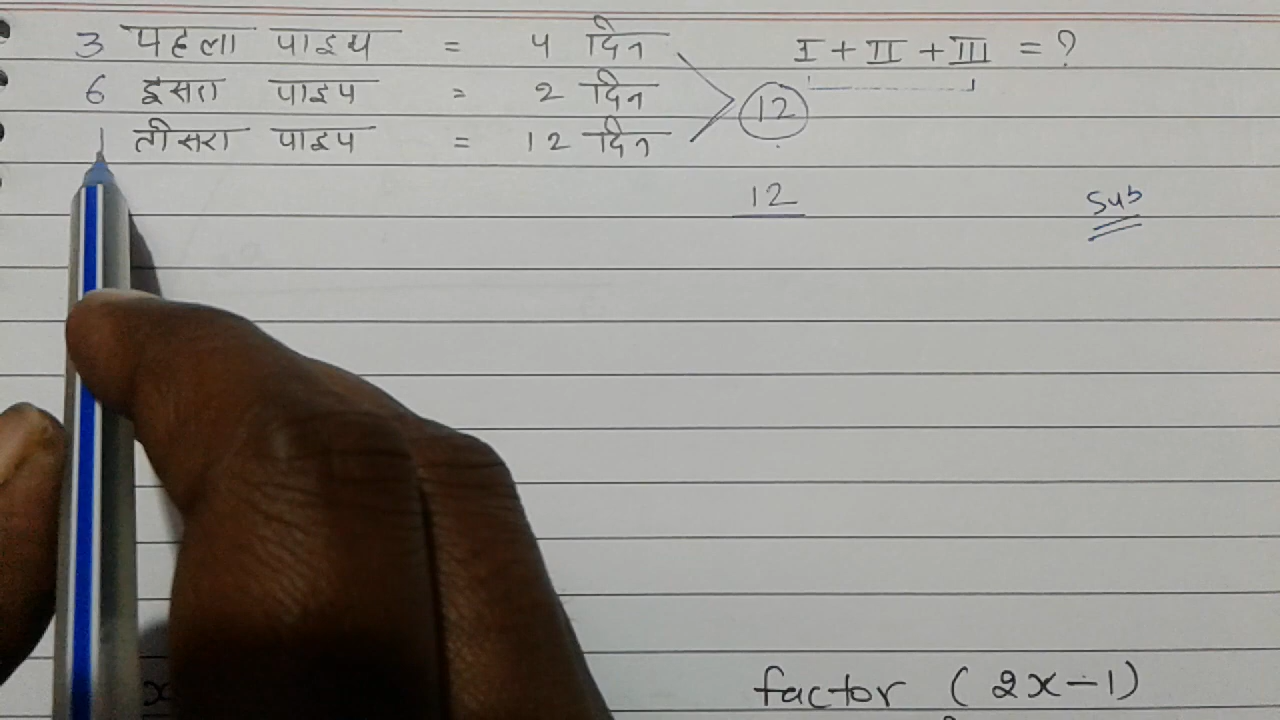 3 पहला पाइप = 4 दिन I + II + III = ?
6 दूसरा पाइप = 2 दिन 12
1 तीसरा पाइप = 12 दिन
12 Sub
x factor (2x-1)